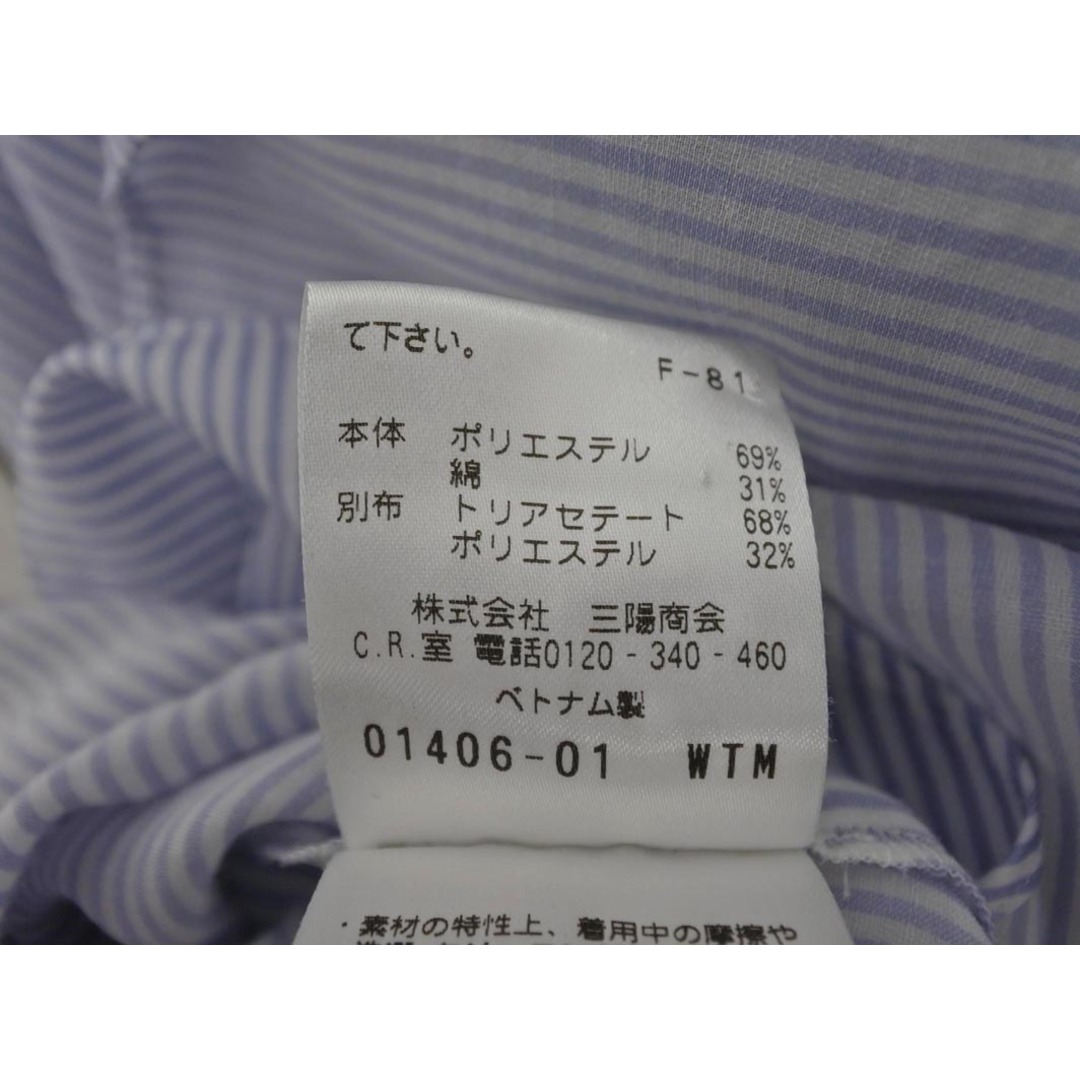 て下さい。
F-81
本体 ポリエステル 69%
綿 31%
別布 トリアセテート 68%
ポリエステル 32%
株式会社 三陽商会
C.R.室 電話0120-340-460
ベトナム製
01406-01 WTM
・素材の特性上、着用中の摩擦や